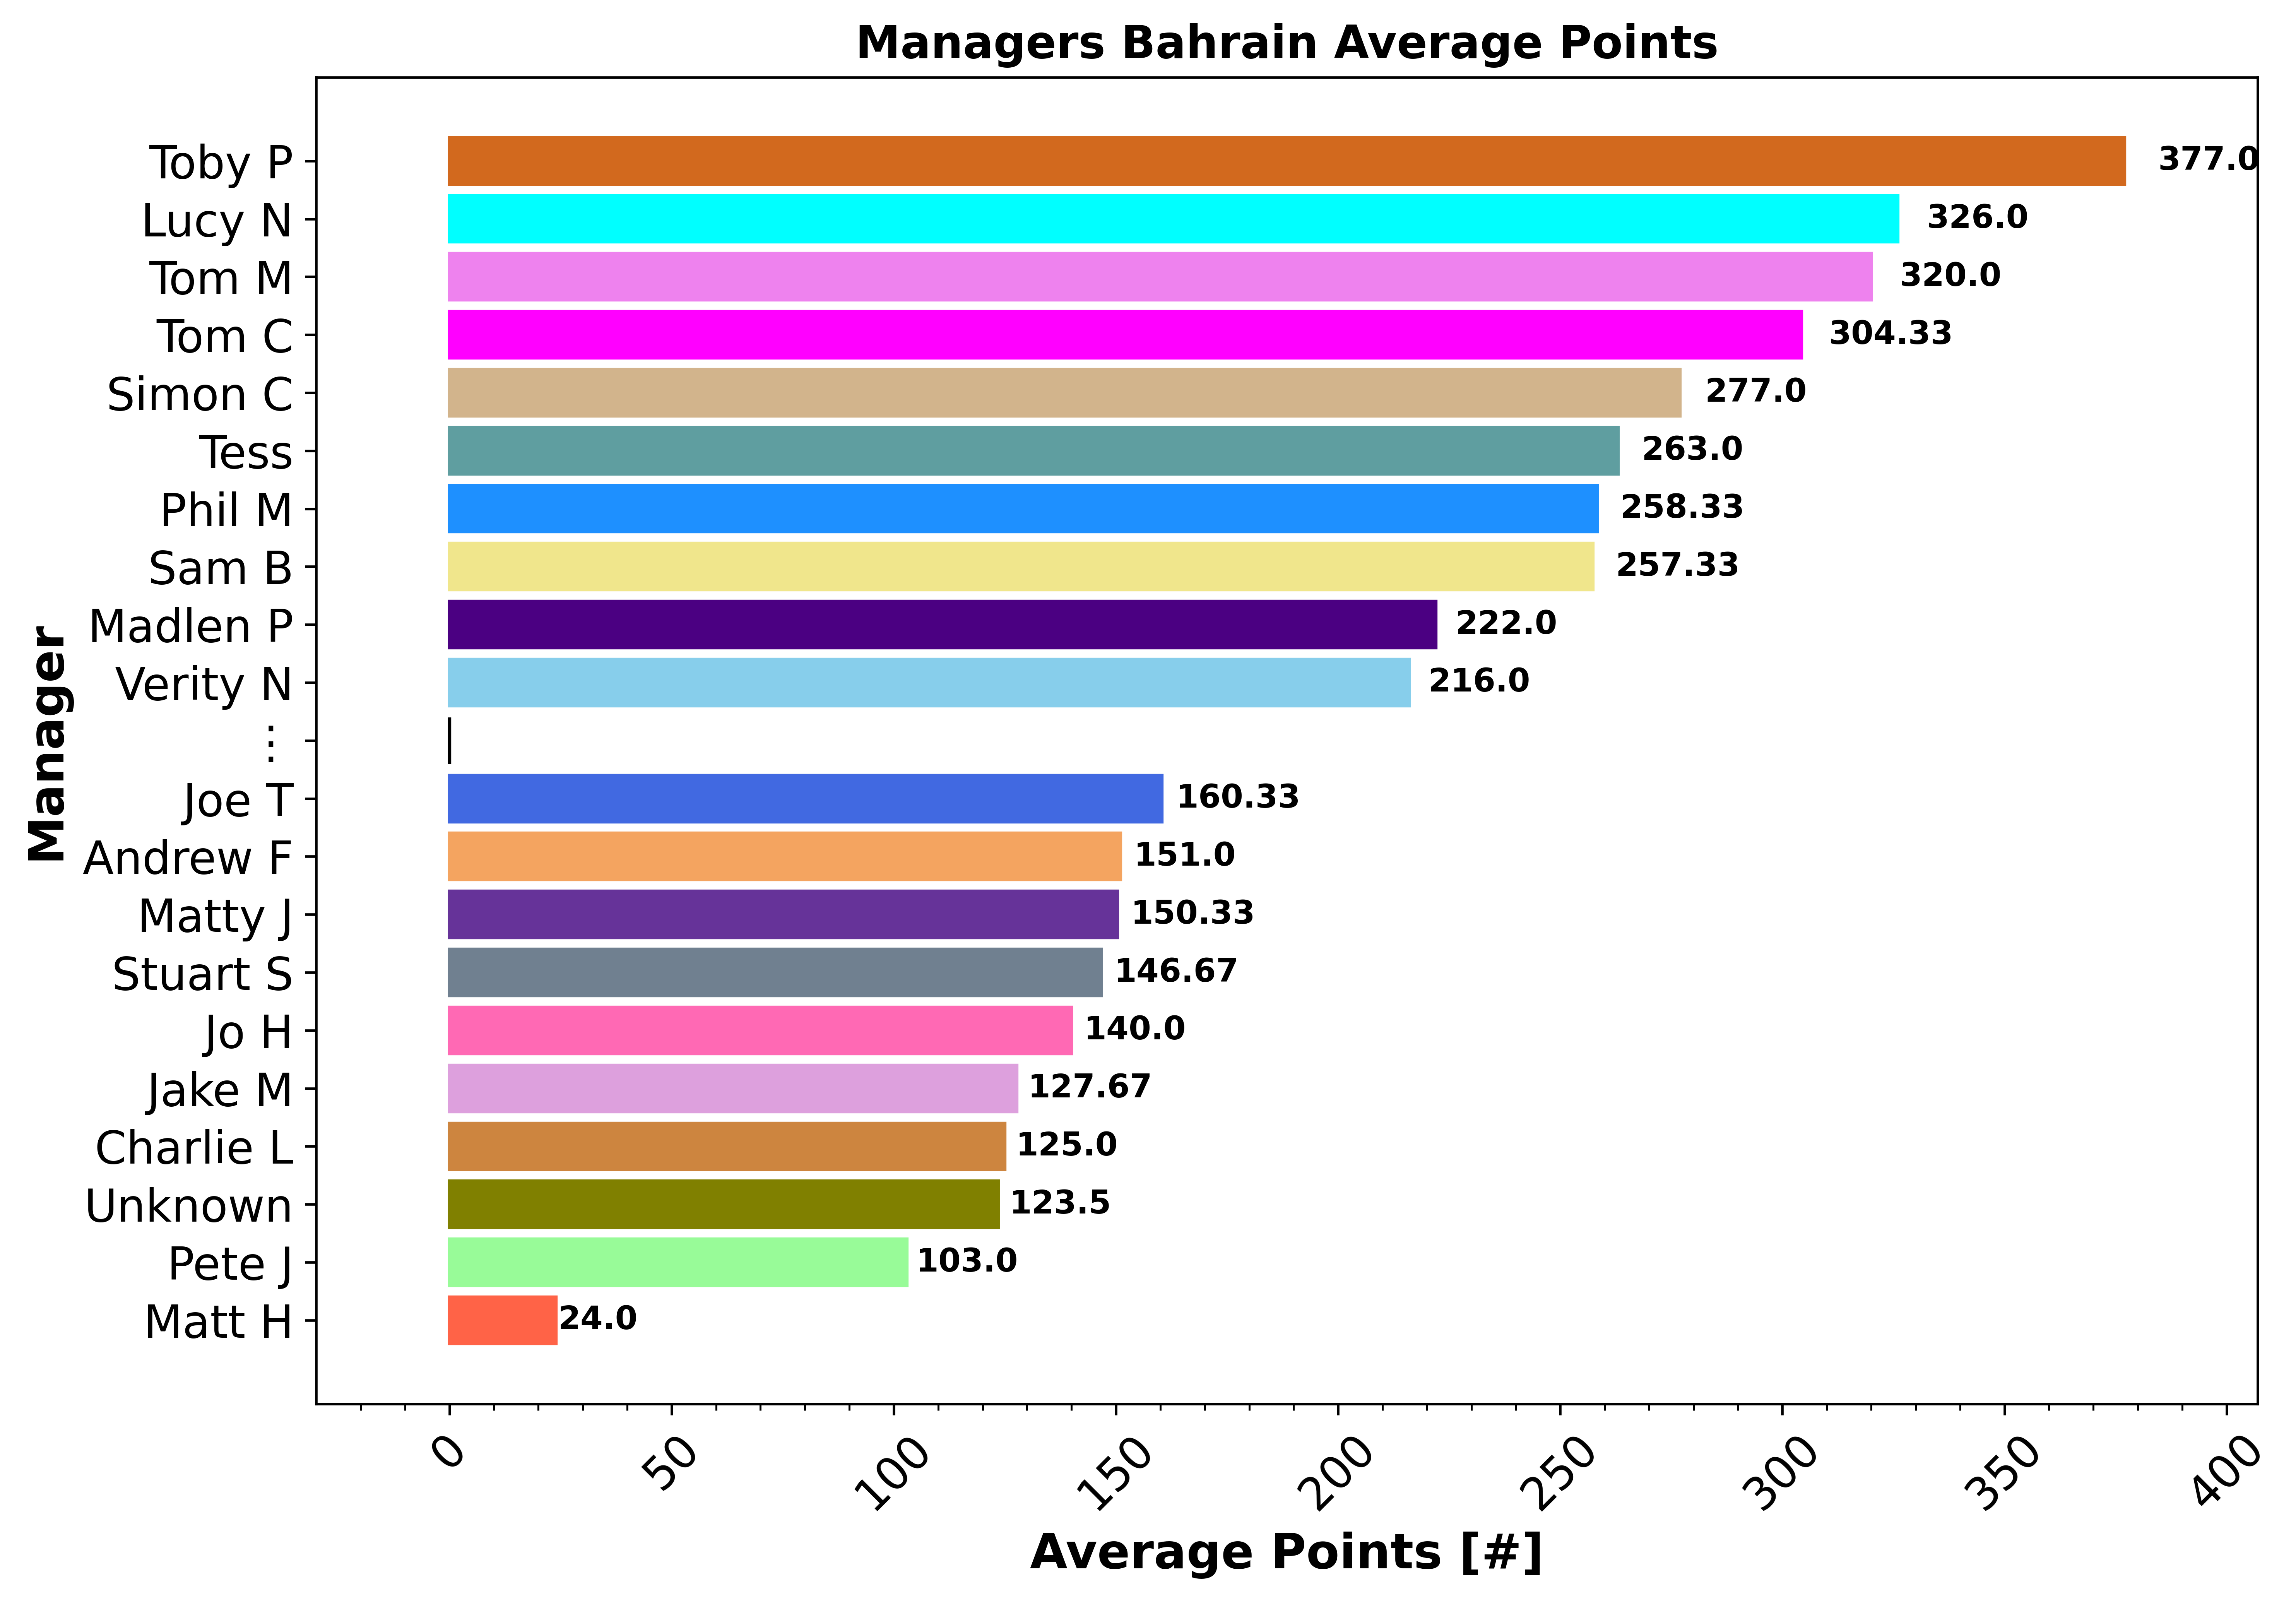 Managers Bahrain Average Points
Manager
Toby P 377.0
Lucy N 326.0
Tom M 320.0
Tom C 304.33
Simon C 277.0
Tess 263.0
Phil M 258.33
Sam B 257.33
Madlen P 222.0
Verity N 216.0
⋮
Joe T 160.33
Andrew F 151.0
Matty J 150.33
Stuart S 146.67
Jo H 140.0
Jake M 127.67
Charlie L 125.0
Unknown 123.5
Pete J 103.0
Matt H 24.0
0 50 100 150 200 250 300 350 400
Average Points [#]